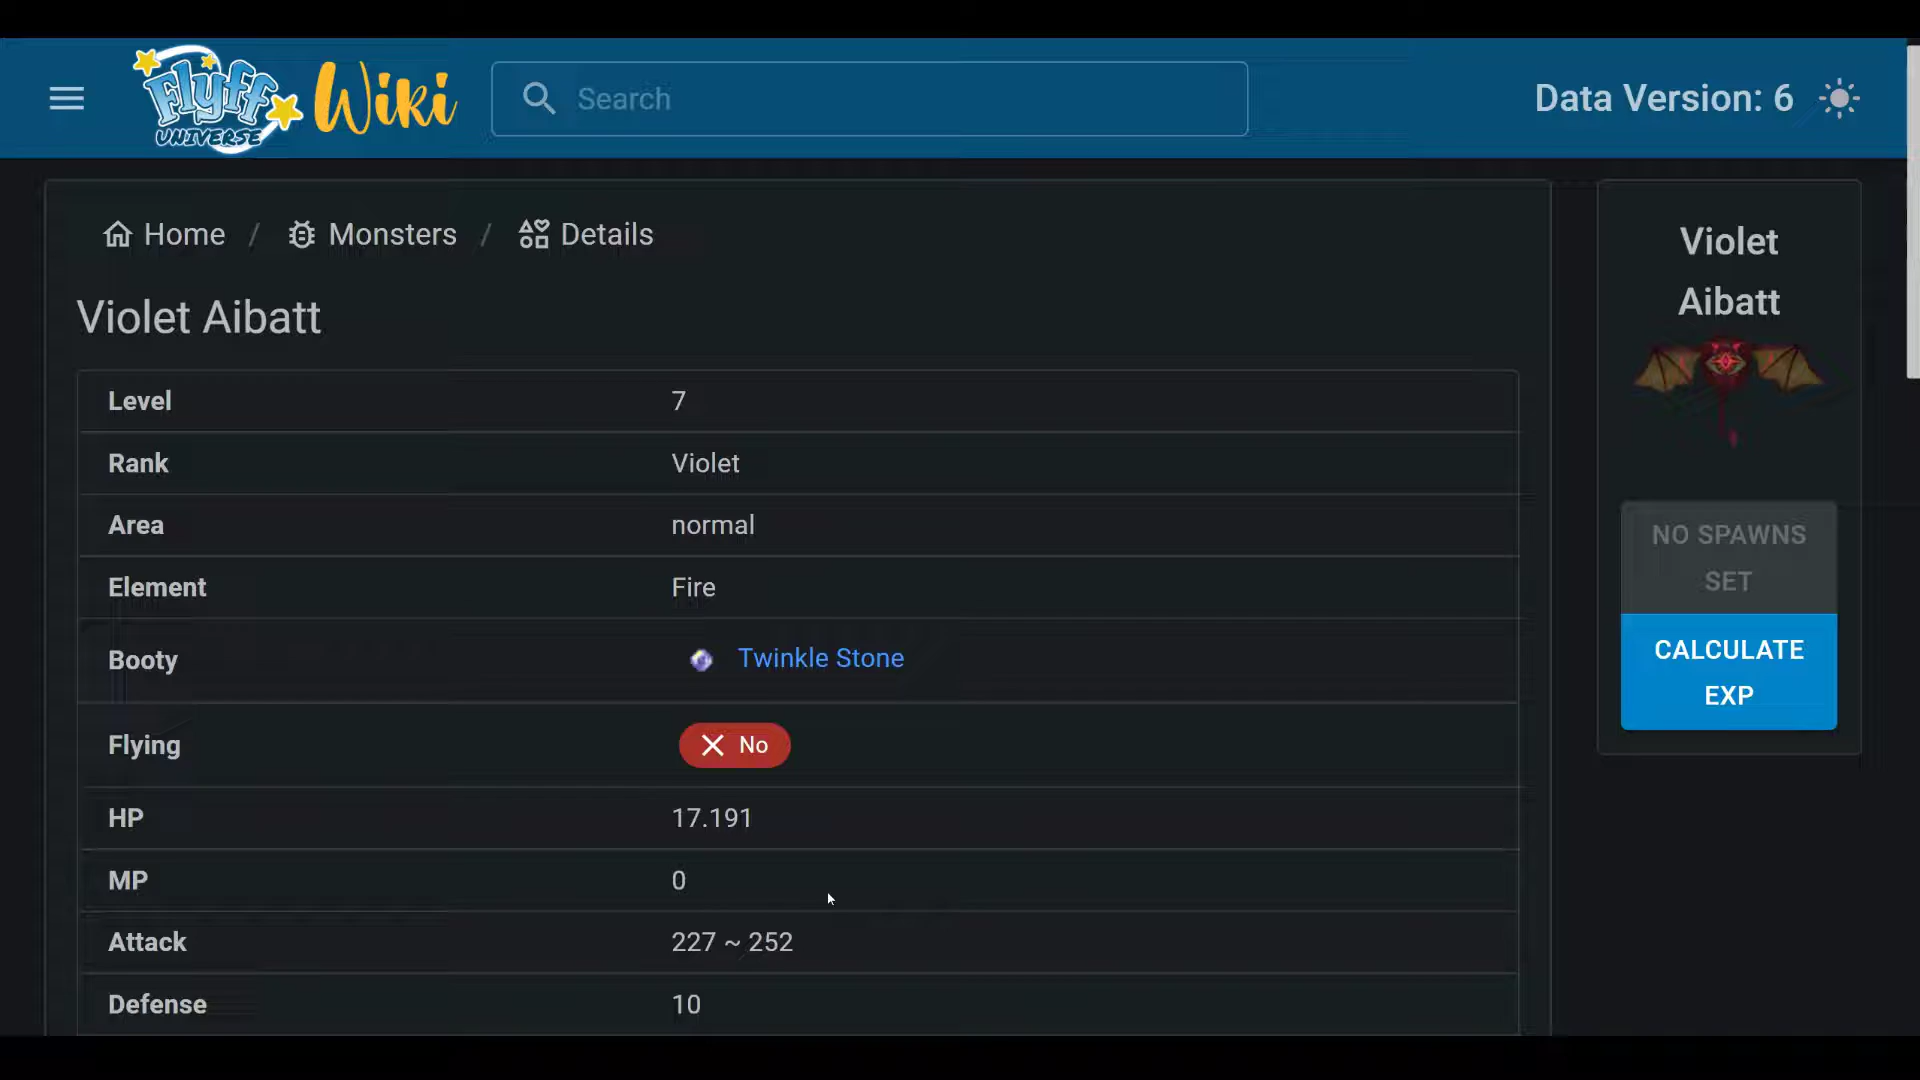 Flyff
UNIVERSE
Wiki
Search
Data Version: 6
Home / Monsters / Details
Violet Aibatt
Level 7
Rank Violet
Area normal
Element Fire
Booty Twinkle Stone
Flying No
HP 17.191
MP 0
Attack 227 ~ 252
Defense 10
Violet
Aibatt
NO SPAWNS
SET
CALCULATE
EXP